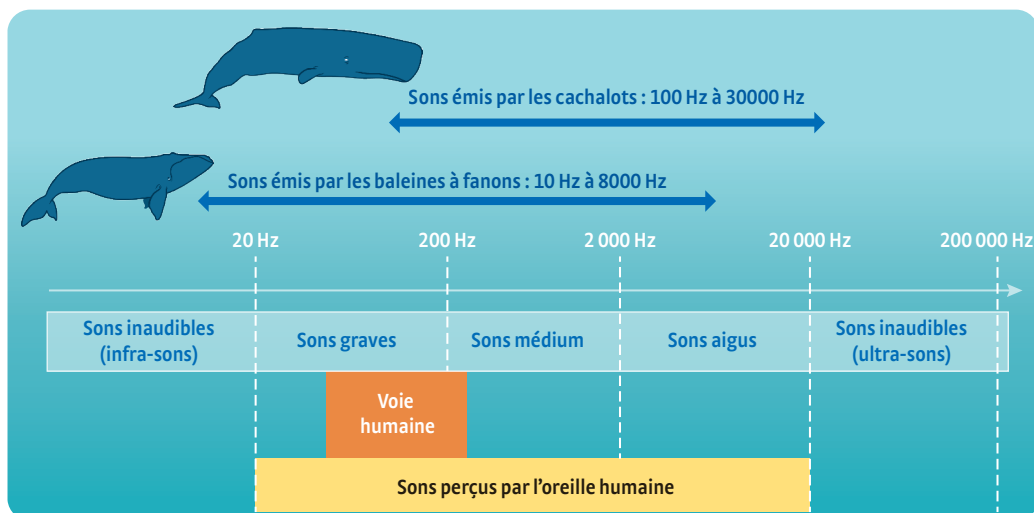 Sons émis par les cachalots : 100 Hz à 30000 Hz
Sons émis par les baleines à fanons : 10 Hz à 8000 Hz
20 Hz
200 Hz
2 000 Hz
20 000 Hz
200 000 Hz
Sons inaudibles
(infra-sons)
Sons graves
Sons médium
Sons aigus
Sons inaudibles
(ultra-sons)
Voie
humaine
Sons perçus par l'oreille humaine